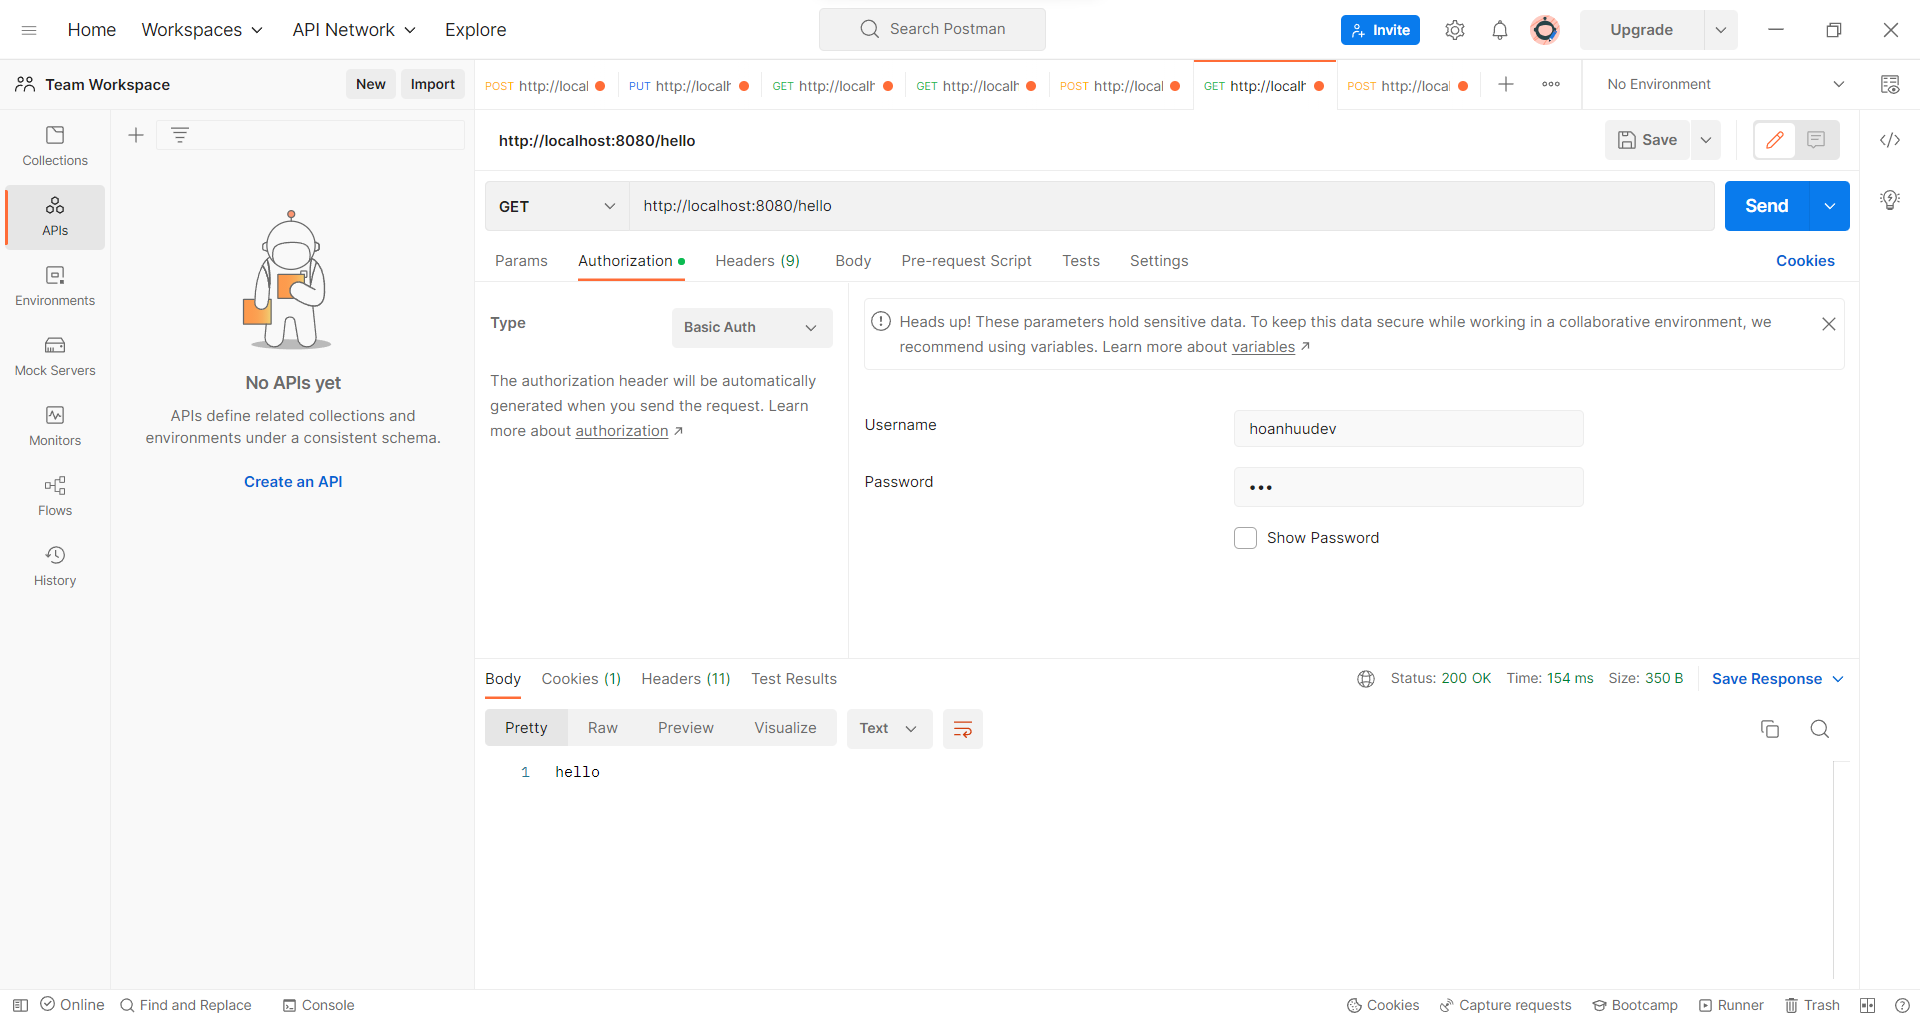 Home Workspaces API Network Explore Search Postman Invite Upgrade
Team Workspace New Import
POST http://local PUT http://localh GET http://localh GET http://localh POST http://local GET http://localh POST http://local No Environment
Collections
APIs
Environments
Mock Servers
Monitors
Flows
History
No APIs yet
APIs define related collections and
environments under a consistent schema.
Create an API
http://localhost:8080/hello Save
GET http://localhost:8080/hello Send
Params Authorization Headers (9) Body Pre-request Script Tests Settings Cookies
Type Basic Auth
The authorization header will be automatically
generated when you send the request. Learn
more about authorization ↗
Heads up! These parameters hold sensitive data. To keep this data secure while working in a collaborative environment, we
recommend using variables. Learn more about variables ↗
Username hoanhuudev
Password •••
Show Password
Body Cookies (1) Headers (11) Test Results Status: 200 OK Time: 154 ms Size: 350 B Save Response
Pretty Raw Preview Visualize Text
1 hello
Online Find and Replace Console Cookies Capture requests Bootcamp Runner Trash